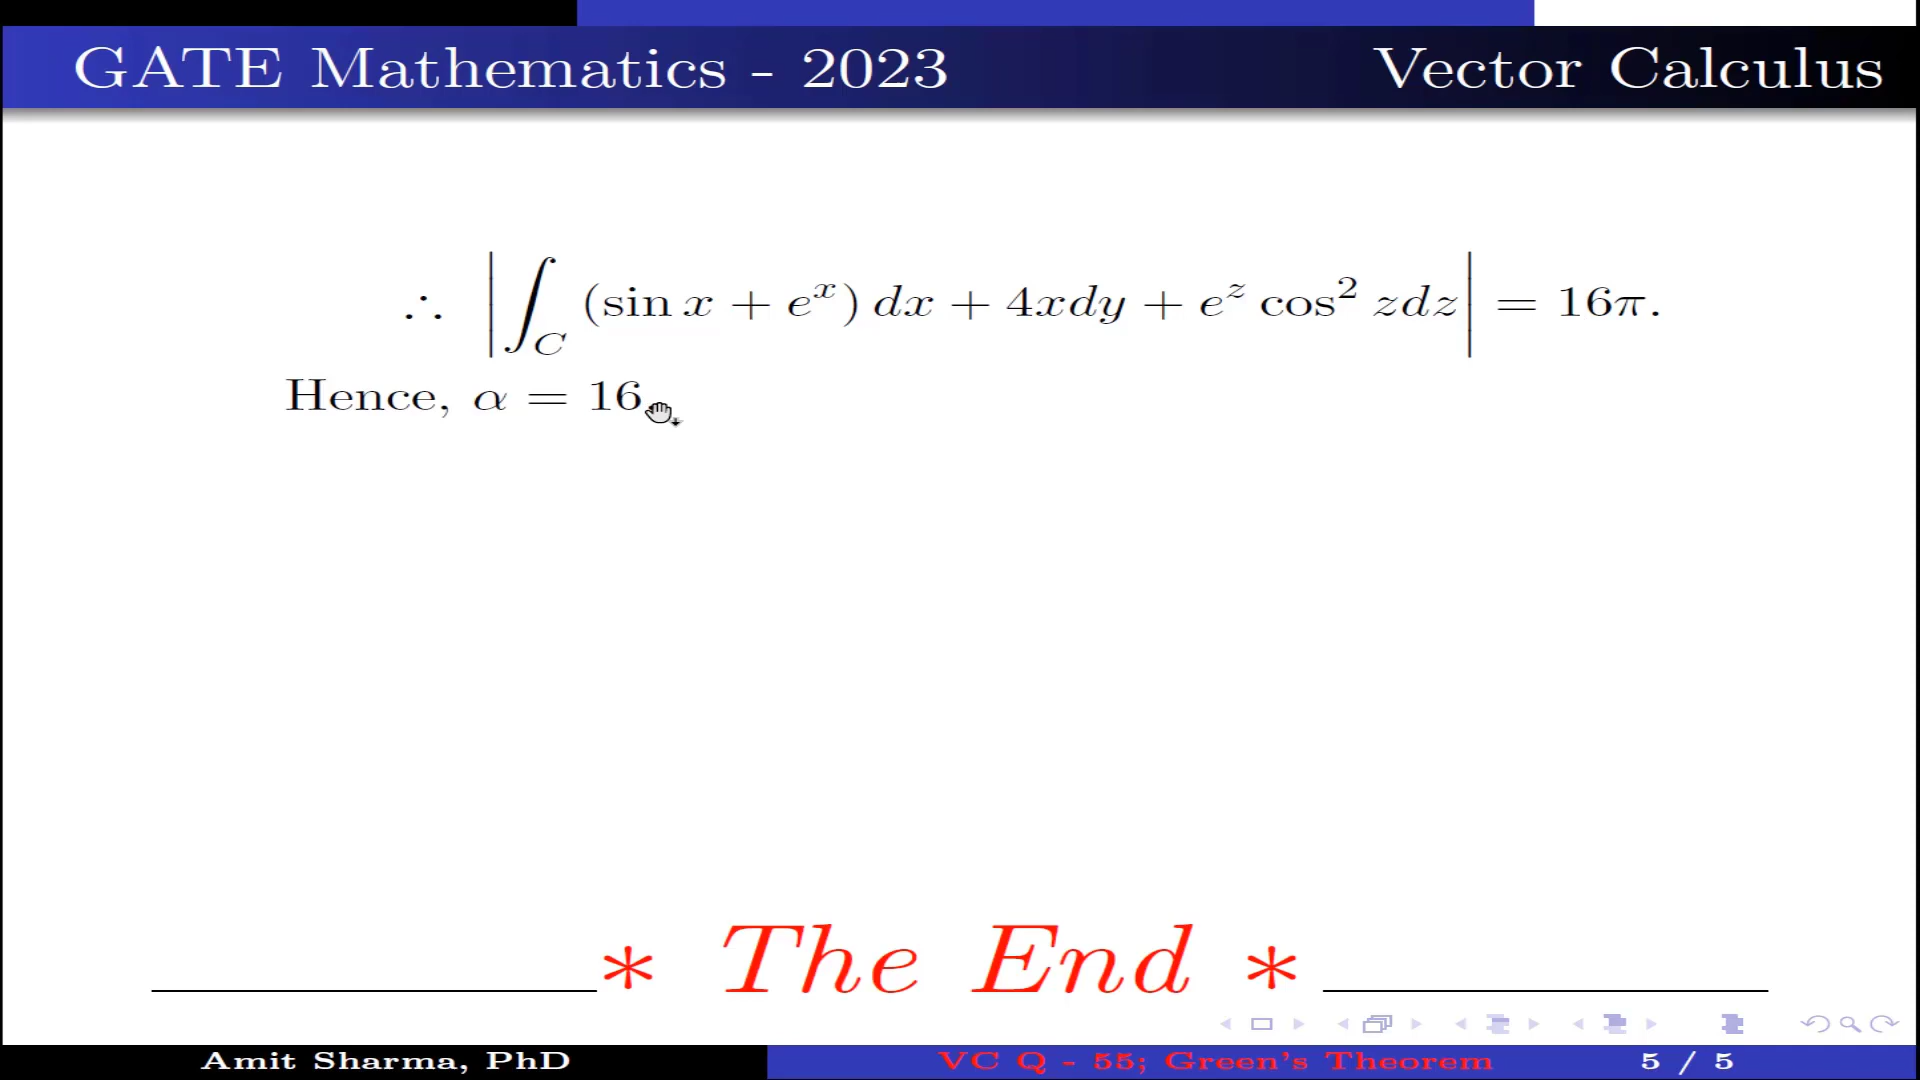 GATE Mathematics - 2023 Vector Calculus
∴ |∫_C (sin x + e^x) dx + 4xdy + e^z cos² zdz| = 16π.
Hence, α = 16
* The End *
Amit Sharma, PhD VC Q - 55; Green's Theorem 5 / 5